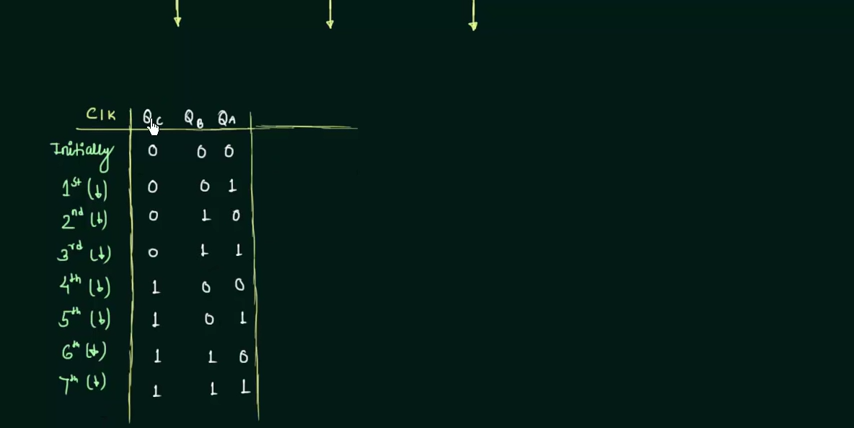 Clk QC QB QA
Initially 0 0 0
1st (↓) 0 0 1
2nd (↓) 0 1 0
3rd (↓) 0 1 1
4th (↓) 1 0 0
5th (↓) 1 0 1
6th (↓) 1 1 0
7th (↓) 1 1 1